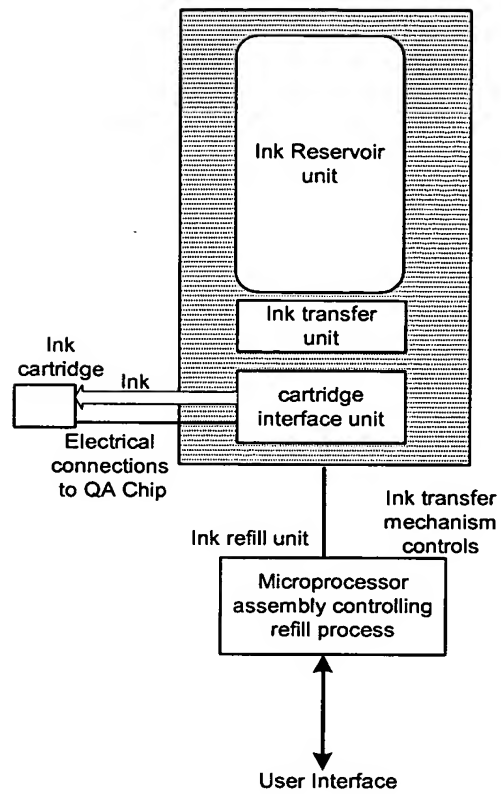 Ink Reservoir
unit
Ink transfer
unit
Ink
cartridge
Ink
cartridge
interface unit
Electrical
connections
to QA Chip
Ink transfer
mechanism
controls
Ink refill unit
Microprocessor
assembly controlling
refill process
User Interface